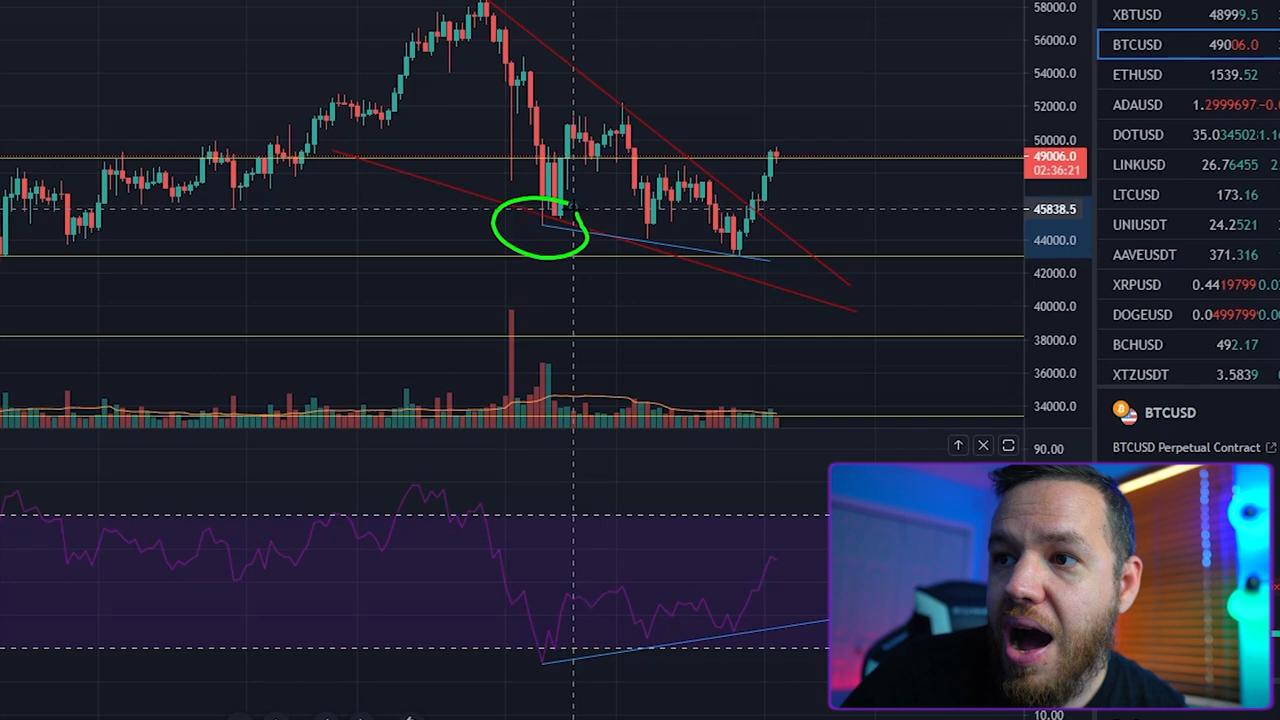 58000.0
56000.0
54000.0
52000.0
50000.0
49006.0
02:36:21
45838.5
44000.0
42000.0
40000.0
38000.0
36000.0
34000.0
90.00
10.00
XBTUSD 48999.5
BTCUSD 49006.0
ETHUSD 1539.52
ADAUSD 1.2999697 -0.
DOTUSD 35.034502 1.1
LINKUSD 26.76455 2
LTCUSD 173.16
UNIUSDT 24.2521
AAVEUSDT 371.316
XRPUSD 0.4419799 0.0
DOGEUSD 0.0499799 0.0
BCHUSD 492.17
XTZUSDT 3.5839
BTCUSD
BTCUSD Perpetual Contract